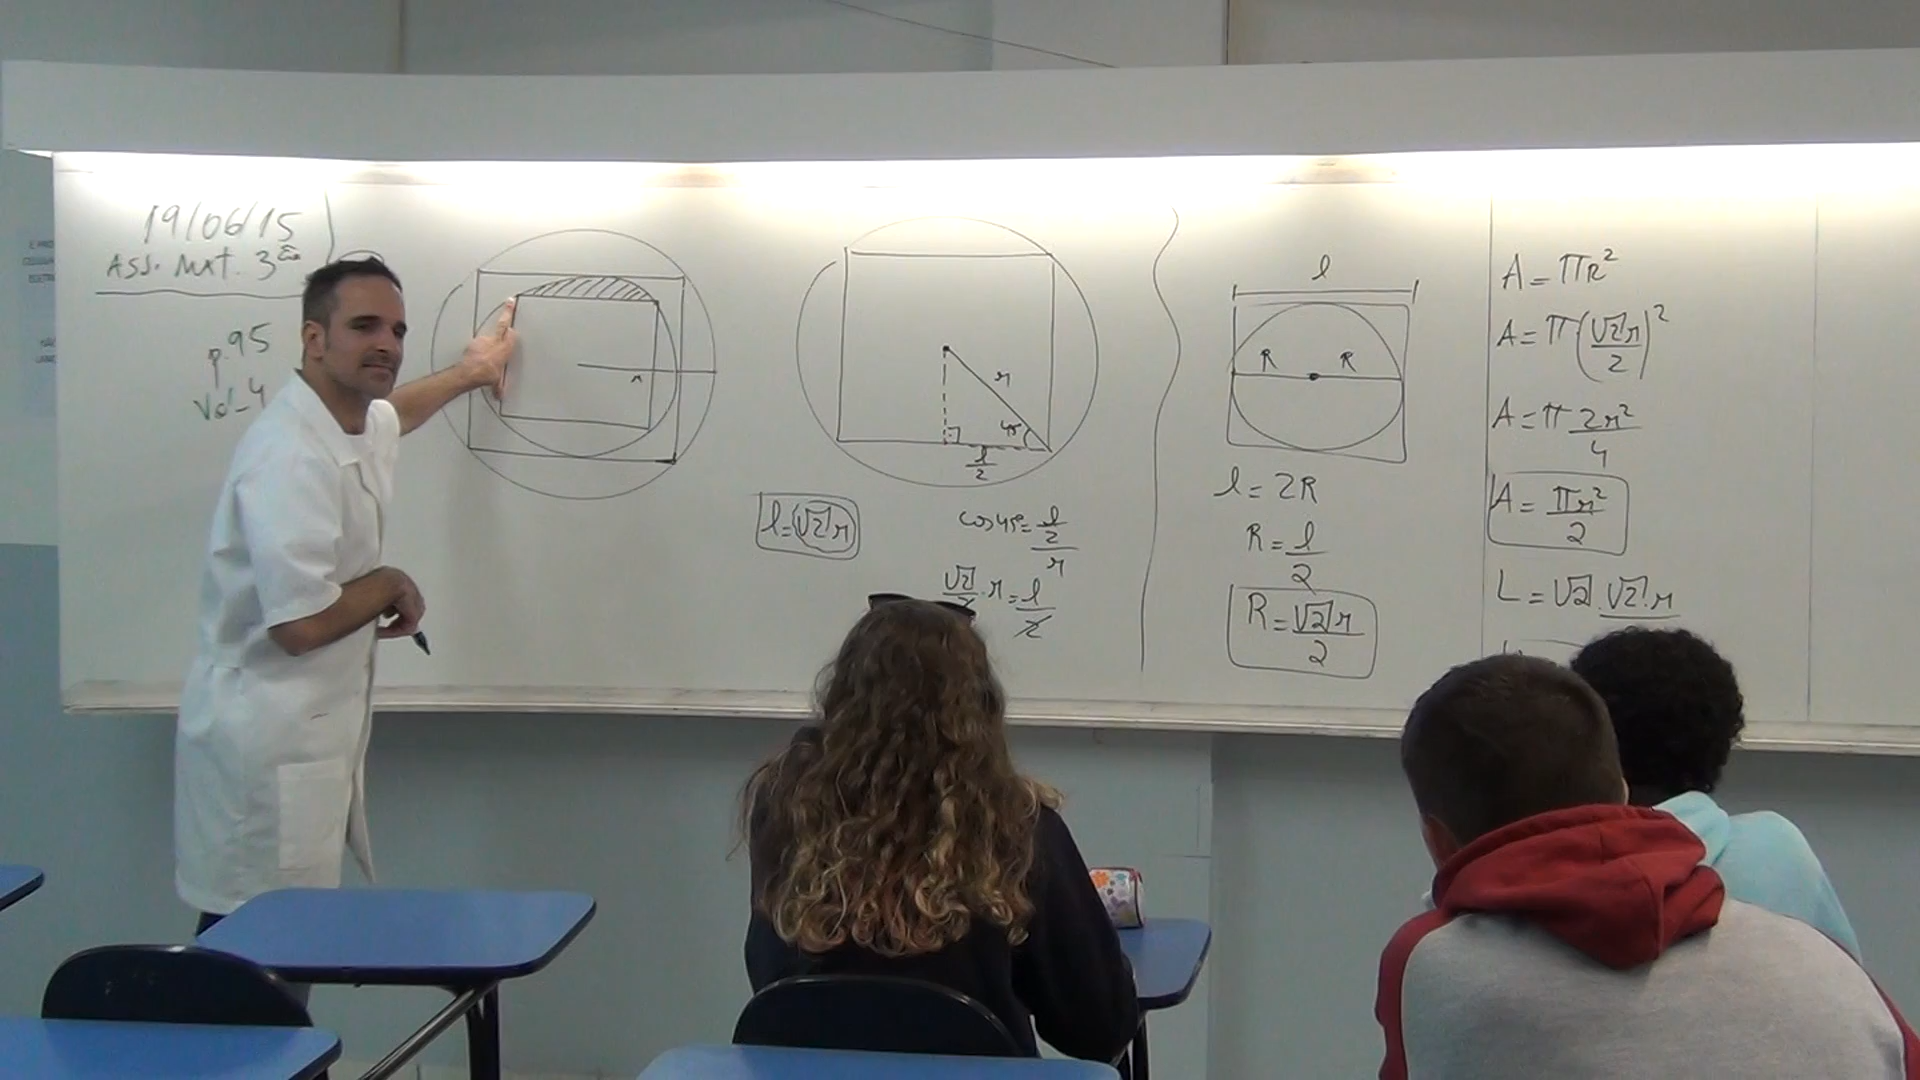 19/06/15
Ass. Mat. 3ª
p. 95
Vol-4
r
r
45°
l/2
l = √2 r
cos 45° = l/2 / r
√2/2 · r = l/2
l
R R
l = 2R
R = l/2
R = √2 r/2
A = πR²
A = π (√2 r/2)²
A = π 2r²/4
A = πr²/2
L = √2 · √2 · r